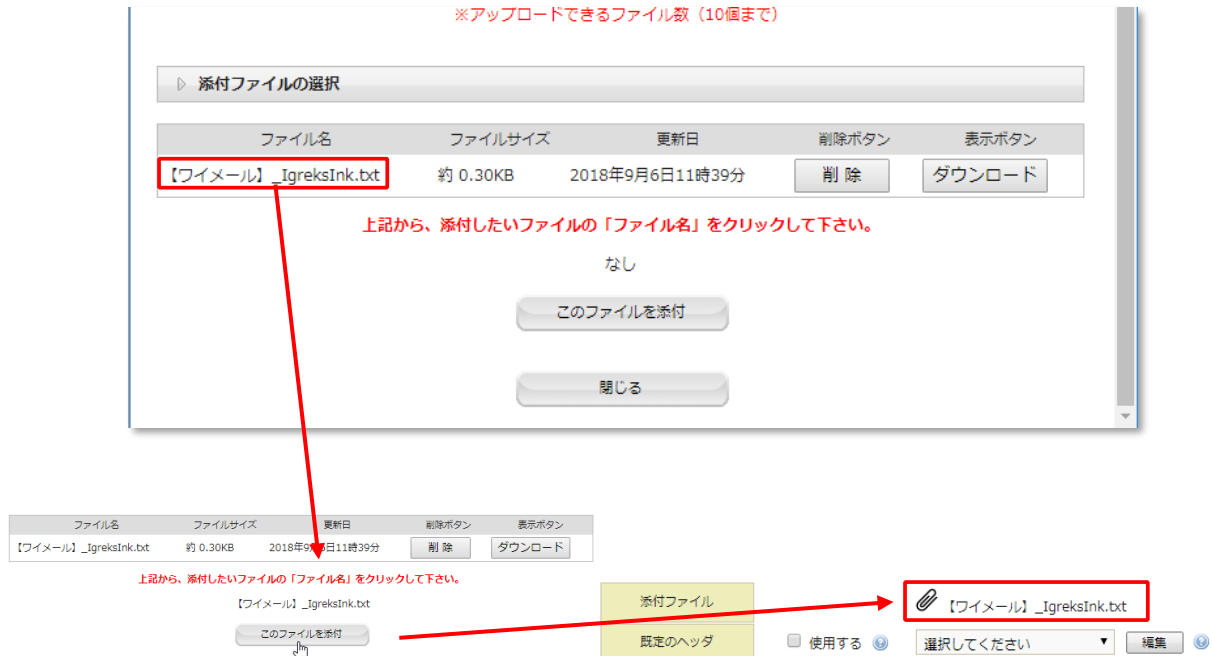 ※アップロードできるファイル数(10個まで)
添付ファイルの選択
ファイル名 ファイルサイズ 更新日 削除ボタン 表示ボタン
【ワイメール】_IgreksInk.txt 約 0.30KB 2018年9月6日11時39分 削 除 ダウンロード
上記から、添付したいファイルの「ファイル名」をクリックして下さい。
なし
このファイルを添付
閉じる
ファイル名 ファイルサイズ 更新日 削除ボタン 表示ボタン
【ワイメール】_IgreksInk.txt 約 0.30KB 2018年9月6日11時39分 削 除 ダウンロード
上記から、添付したいファイルの「ファイル名」をクリックして下さい。
【ワイメール】_IgreksInk.txt
このファイルを添付
添付ファイル 【ワイメール】_IgreksInk.txt
既定のヘッダ 使用する 選択してください 編集